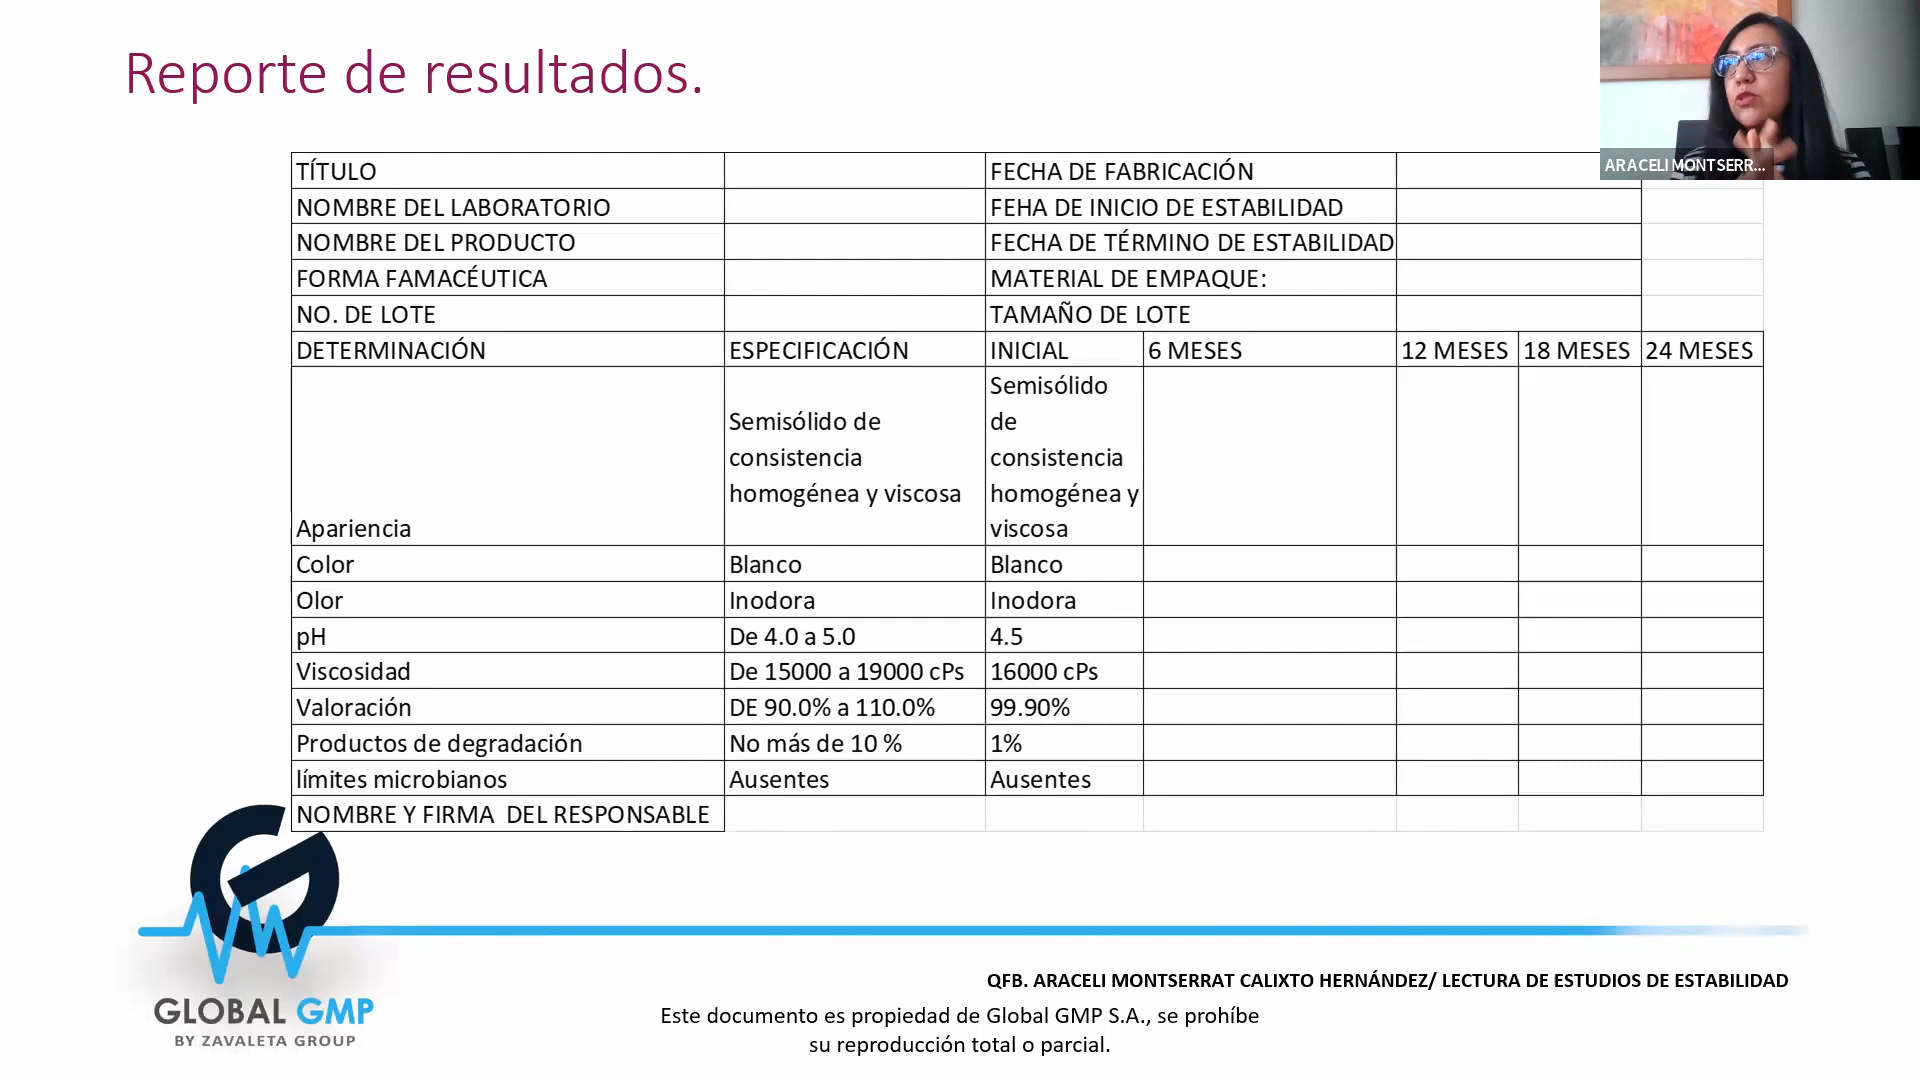 Reporte de resultados.
ARACELI MONTSERR...
TÍTULO FECHA DE FABRICACIÓN
NOMBRE DEL LABORATORIO FEHA DE INICIO DE ESTABILIDAD
NOMBRE DEL PRODUCTO FECHA DE TÉRMINO DE ESTABILIDAD
FORMA FAMACÉUTICA MATERIAL DE EMPAQUE:
NO. DE LOTE TAMAÑO DE LOTE
DETERMINACIÓN ESPECIFICACIÓN INICIAL 6 MESES 12 MESES 18 MESES 24 MESES
Apariencia
Semisólido de
consistencia
homogénea y viscosa
Semisólido
de
consistencia
homogénea y
viscosa
Color Blanco Blanco
Olor Inodora Inodora
pH De 4.0 a 5.0 4.5
Viscosidad De 15000 a 19000 cPs 16000 cPs
Valoración DE 90.0% a 110.0% 99.90%
Productos de degradación No más de 10 % 1%
límites microbianos Ausentes Ausentes
NOMBRE Y FIRMA DEL RESPONSABLE
GLOBAL GMP
BY ZAVALETA GROUP
QFB. ARACELI MONTSERRAT CALIXTO HERNÁNDEZ/ LECTURA DE ESTUDIOS DE ESTABILIDAD
Este documento es propiedad de Global GMP S.A., se prohíbe
su reproducción total o parcial.